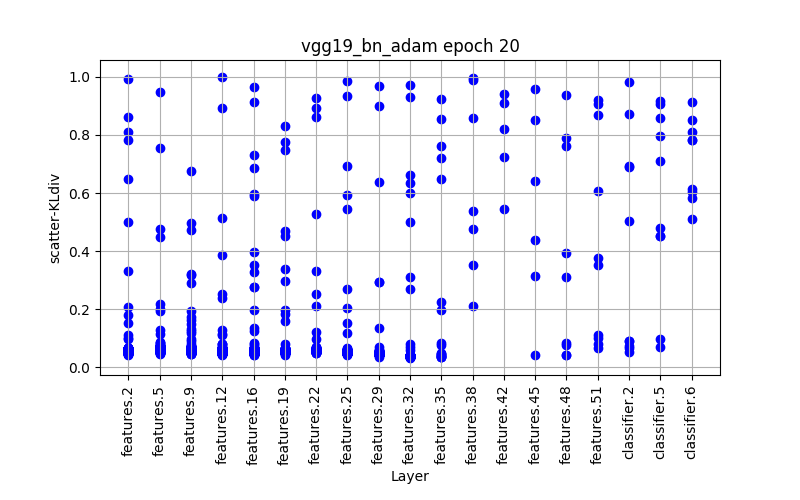 vgg19_bn_adam epoch 20
scatter-KLdiv
1.0
0.8
0.6
0.4
0.2
0.0
features.2
features.5
features.9
features.12
features.16
features.19
features.22
features.25
features.29
features.32
features.35
features.38
features.42
features.45
features.48
features.51
classifier.2
classifier.5
classifier.6
Layer